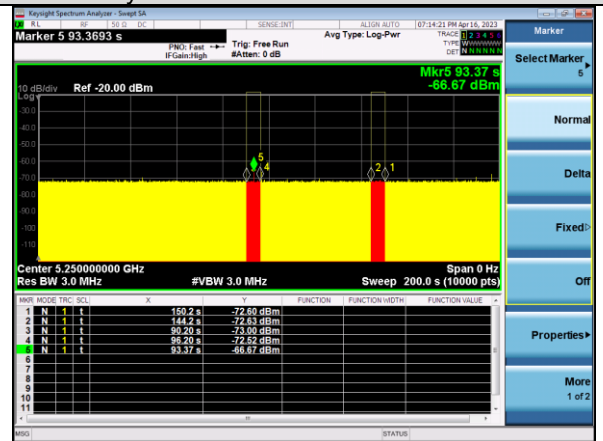 Keysight Spectrum Analyzer - Swept SA
RL RF 50 Ω DC SENSE:INT ALIGN AUTO 07:14:21 PM Apr 16, 2023
Marker 5 93.3693 s
PNO: Fast Trig: Free Run Avg Type: Log-Pwr TRACE 1 2 3 4 5 6
TYPE WWWWWW
IFGain:High #Atten: 0 dB DET N N N N N N
Mkr5 93.37 s
10 dB/div Ref -20.00 dBm -66.67 dBm
Log
-30.0
-40.0
-50.0
-60.0
-70.0
-80.0
-90.0
-100
-110
5
4
2
1
Center 5.250000000 GHz Span 0 Hz
Res BW 3.0 MHz #VBW 3.0 MHz Sweep 200.0 s (10000 pts)
MKR MODE TRC SCL X Y FUNCTION FUNCTION WIDTH FUNCTION VALUE
1 N 1 t 150.2 s -72.60 dBm
2 N 1 t 144.2 s -72.63 dBm
3 N 1 t 90.20 s -73.00 dBm
4 N 1 t 96.20 s -72.52 dBm
5 N 1 t 93.37 s -66.67 dBm
6
7
8
9
10
11
MSG STATUS
Marker
Select Marker
5
Normal
Delta
Fixed
Off
Properties
More
1 of 2